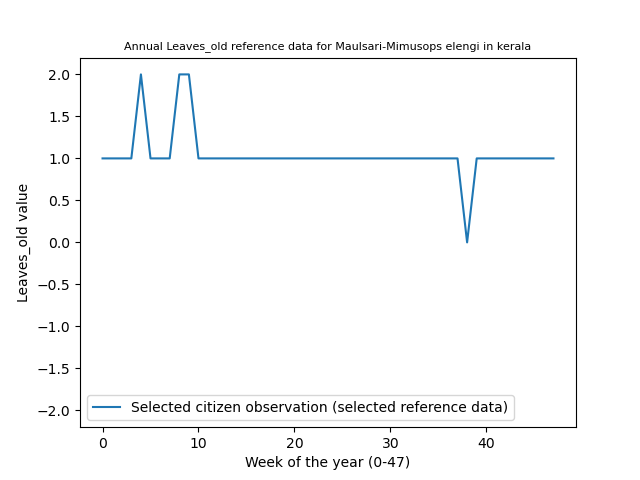 Annual Leaves_old reference data for Maulsari-Mimusops elengi in kerala
2.0
1.5
1.0
0.5
0.0
−0.5
−1.0
−1.5
−2.0
Leaves_old value
Selected citizen observation (selected reference data)
0 10 20 30 40
Week of the year (0-47)